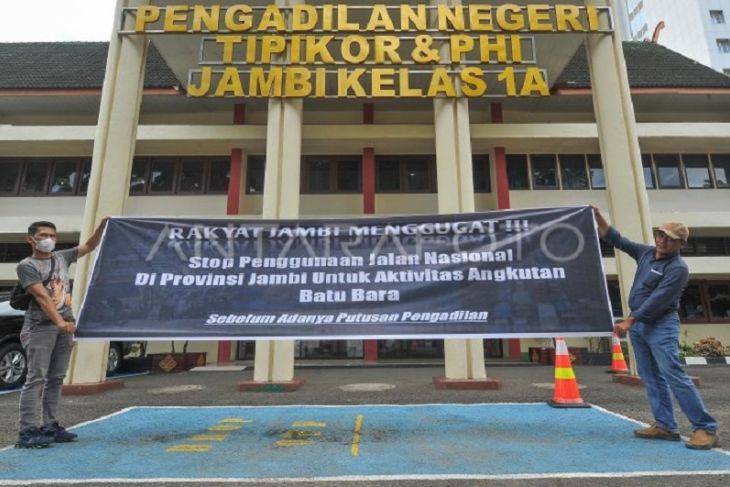 PENGADILAN NEGERI
TIPIKOR & PHI
JAMBI KELAS 1A
RAKYAT JAMBI MENGGUGAT !!!
ANTARAFOTO
Stop Penggunaan Jalan Nasional
Di Provinsi Jambi Untuk Aktivitas Angkutan
Batu Bara
Sebelum Adanya Putusan Pengadilan